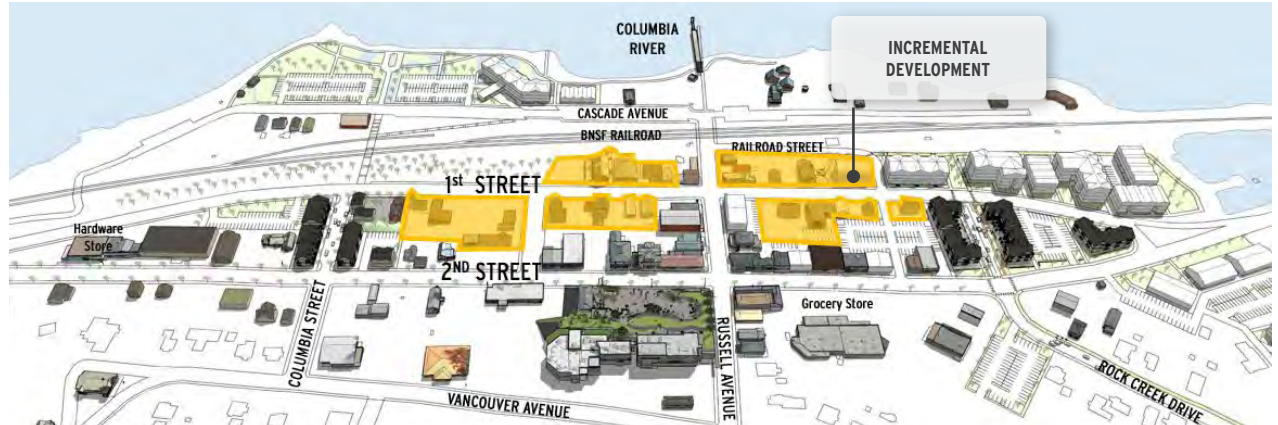 COLUMBIA
RIVER
INCREMENTAL
DEVELOPMENT
CASCADE AVENUE
BNSF RAILROAD
RAILROAD STREET
1st STREET
Hardware
Store
2ND STREET
COLUMBIA STREET
Grocery Store
RUSSELL AVENUE
ROCK CREEK DRIVE
VANCOUVER AVENUE